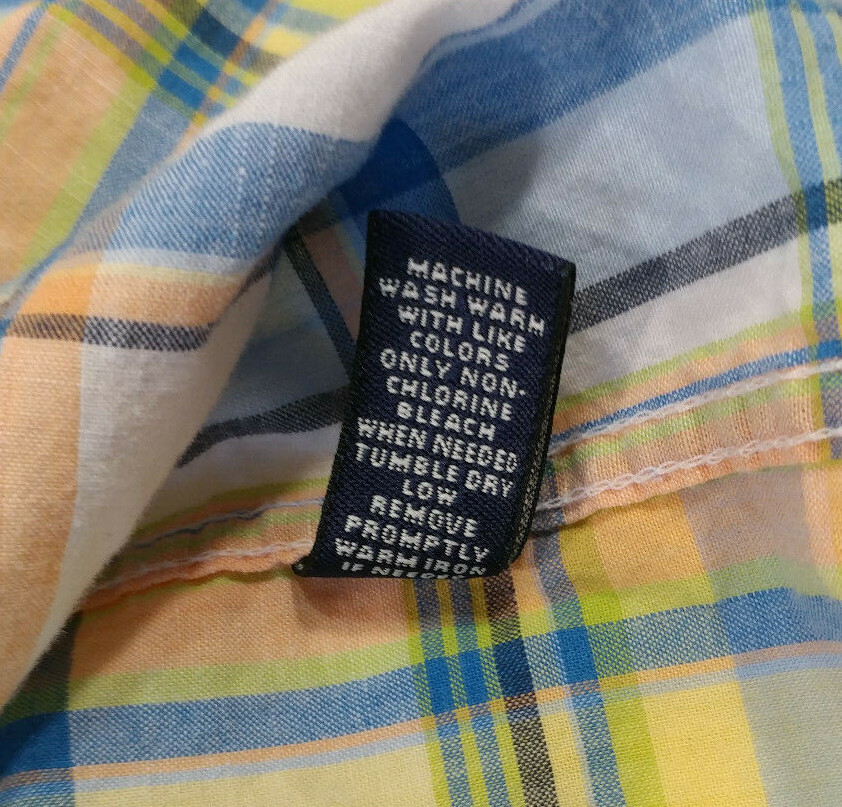 MACHINE
WASH WARM
WITH LIKE
COLORS
ONLY NON-
CHLORINE
BLEACH
WHEN NEEDED
TUMBLE DRY
LOW
REMOVE
PROMPTLY
WARM IRON
IF